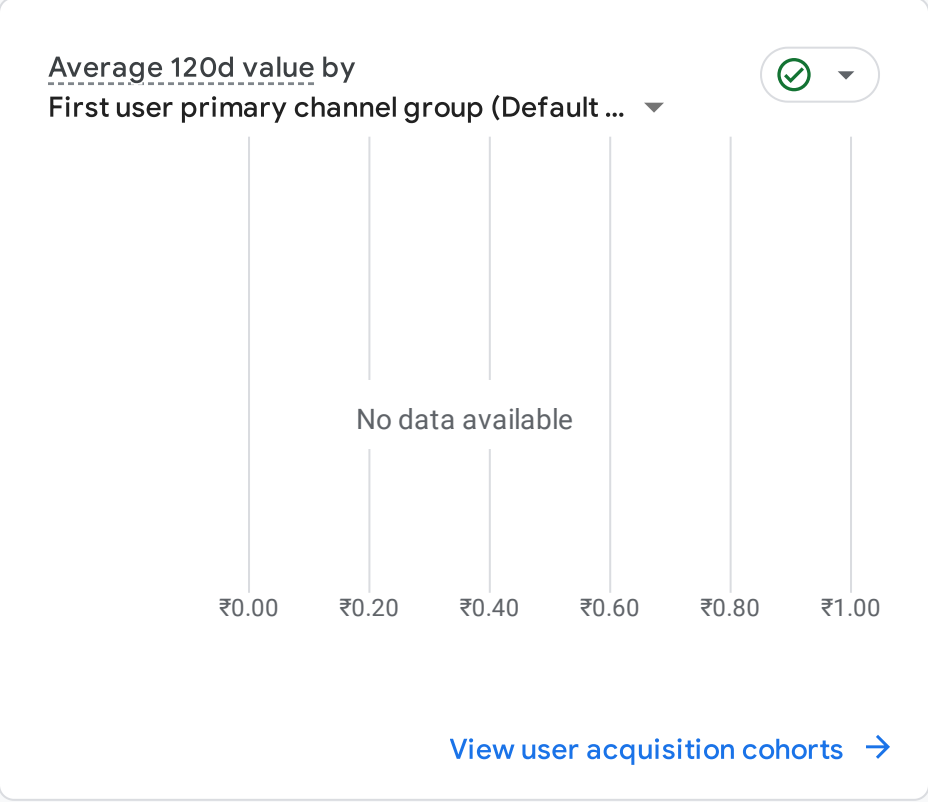 Average 120d value by
First user primary channel group (Default ...
No data available
₹0.00 ₹0.20 ₹0.40 ₹0.60 ₹0.80 ₹1.00
View user acquisition cohorts